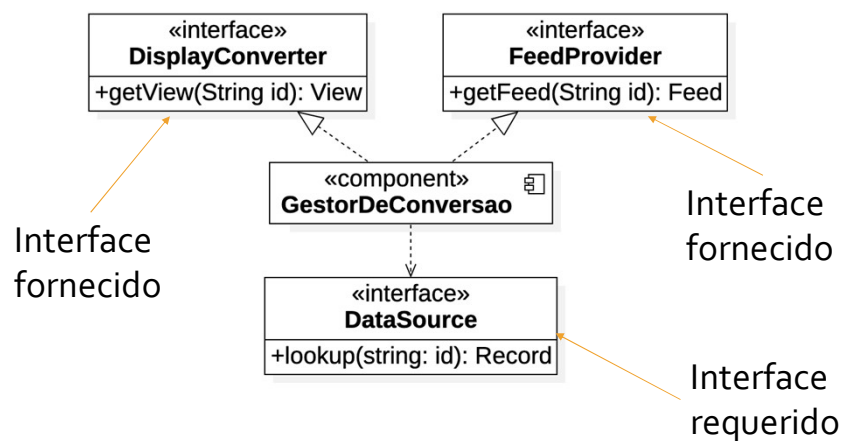 «interface»
DisplayConverter
+getView(String id): View
«interface»
FeedProvider
+getFeed(String id): Feed
«component»
GestorDeConversao
Interface
fornecido
Interface
fornecido
«interface»
DataSource
+lookup(string: id): Record
Interface
requerido